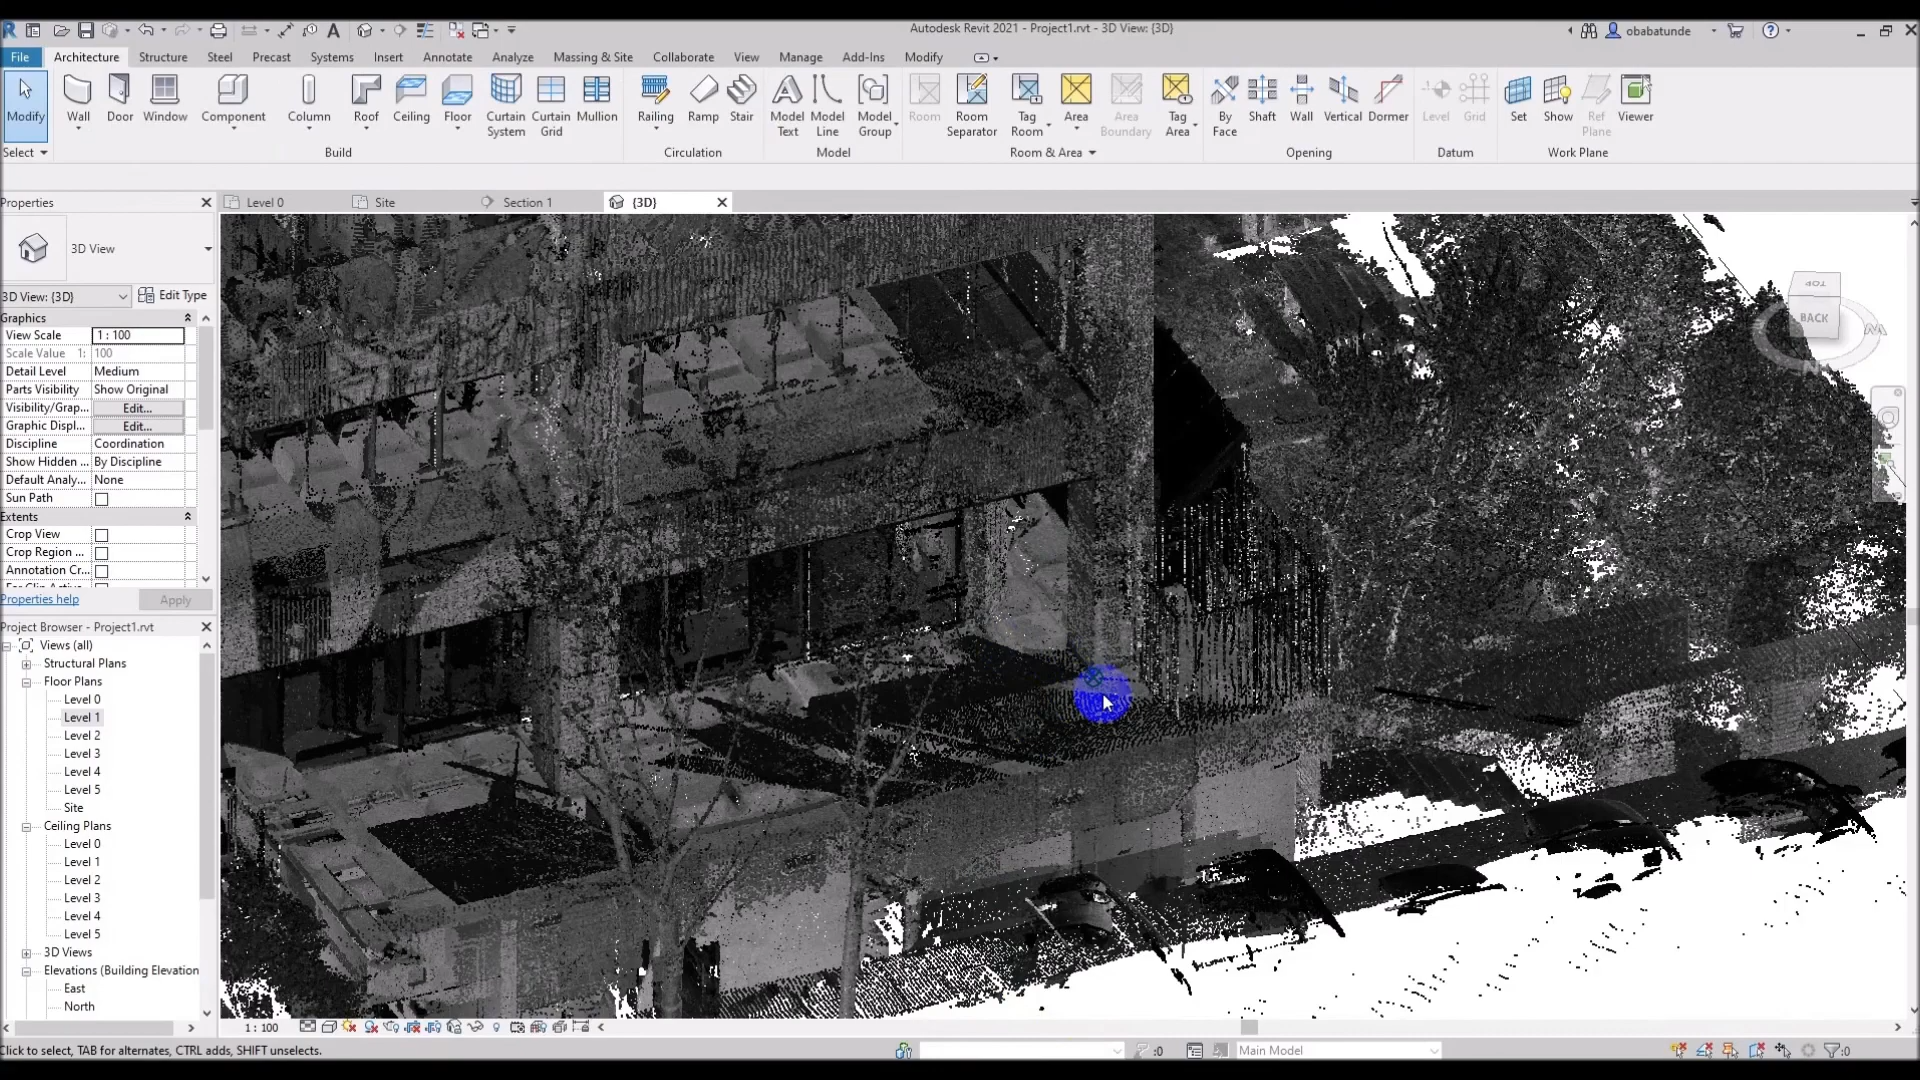 Autodesk Revit 2021 - Project1.rvt - 3D View: {3D}
obabatunde
File
Architecture
Structure
Steel
Precast
Systems
Insert
Annotate
Analyze
Massing & Site
Collaborate
View
Manage
Add-Ins
Modify
Modify
Wall
Door
Window
Component
Column
Roof
Ceiling
Floor
Curtain System
Curtain Grid
Mullion
Railing
Ramp
Stair
Model Text
Model Line
Model Group
Room
Room Separator
Tag Room
Area
Area Boundary
Tag Area
By Face
Shaft
Wall
Vertical
Dormer
Level
Grid
Set
Show
Ref Plane
Viewer
Select
Build
Circulation
Model
Room & Area
Opening
Datum
Work Plane
Properties
Level 0
Site
Section 1
{3D}
3D View
3D View: {3D}
Edit Type
Graphics
View Scale
1 : 100
Scale Value 1:
100
Detail Level
Medium
Parts Visibility
Show Original
Visibility/Grap...
Edit...
Graphic Displ...
Edit...
Discipline
Coordination
Show Hidden ...
By Discipline
Default Analy...
None
Sun Path
Extents
Crop View
Crop Region ...
Annotation Cr...
Properties help
Apply
Project Browser - Project1.rvt
Views (all)
Structural Plans
Floor Plans
Level 0
Level 1
Level 2
Level 3
Level 4
Level 5
Site
Ceiling Plans
Level 0
Level 1
Level 2
Level 3
Level 4
Level 5
3D Views
Elevations (Building Elevation
East
North
TOP
BACK
1 : 100
Click to select, TAB for alternates, CTRL adds, SHIFT unselects.
:0
Main Model
:0